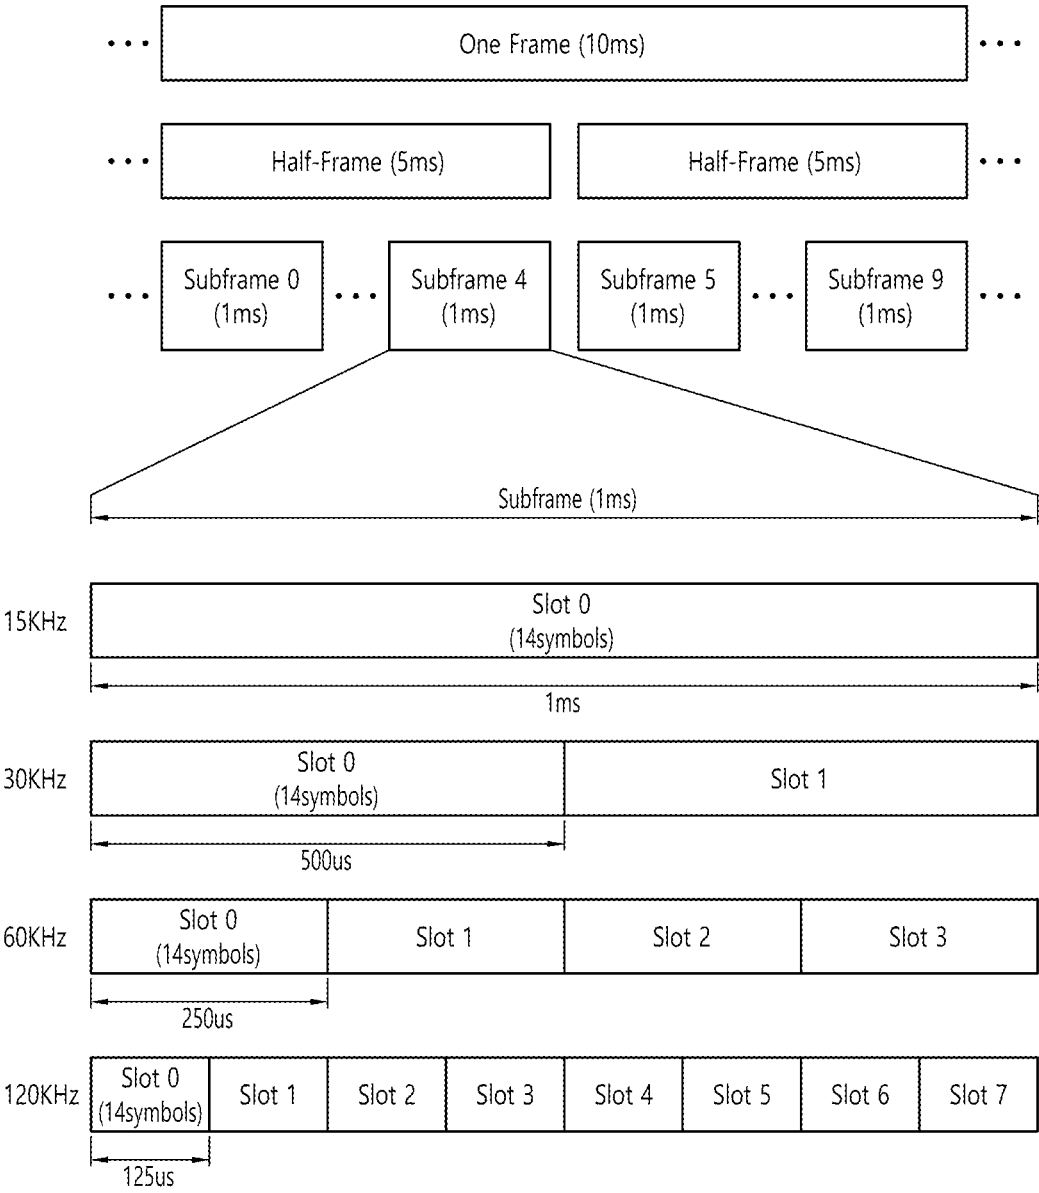 One Frame (10ms)
Half-Frame (5ms)
Half-Frame (5ms)
Subframe 0
(1ms)
Subframe 4
(1ms)
Subframe 5
(1ms)
Subframe 9
(1ms)
Subframe (1ms)
15KHz
Slot 0
(14symbols)
1ms
30KHz
Slot 0
(14symbols)
Slot 1
500us
60KHz
Slot 0
(14symbols)
Slot 1
Slot 2
Slot 3
250us
120KHz
Slot 0
(14symbols)
Slot 1
Slot 2
Slot 3
Slot 4
Slot 5
Slot 6
Slot 7
125us